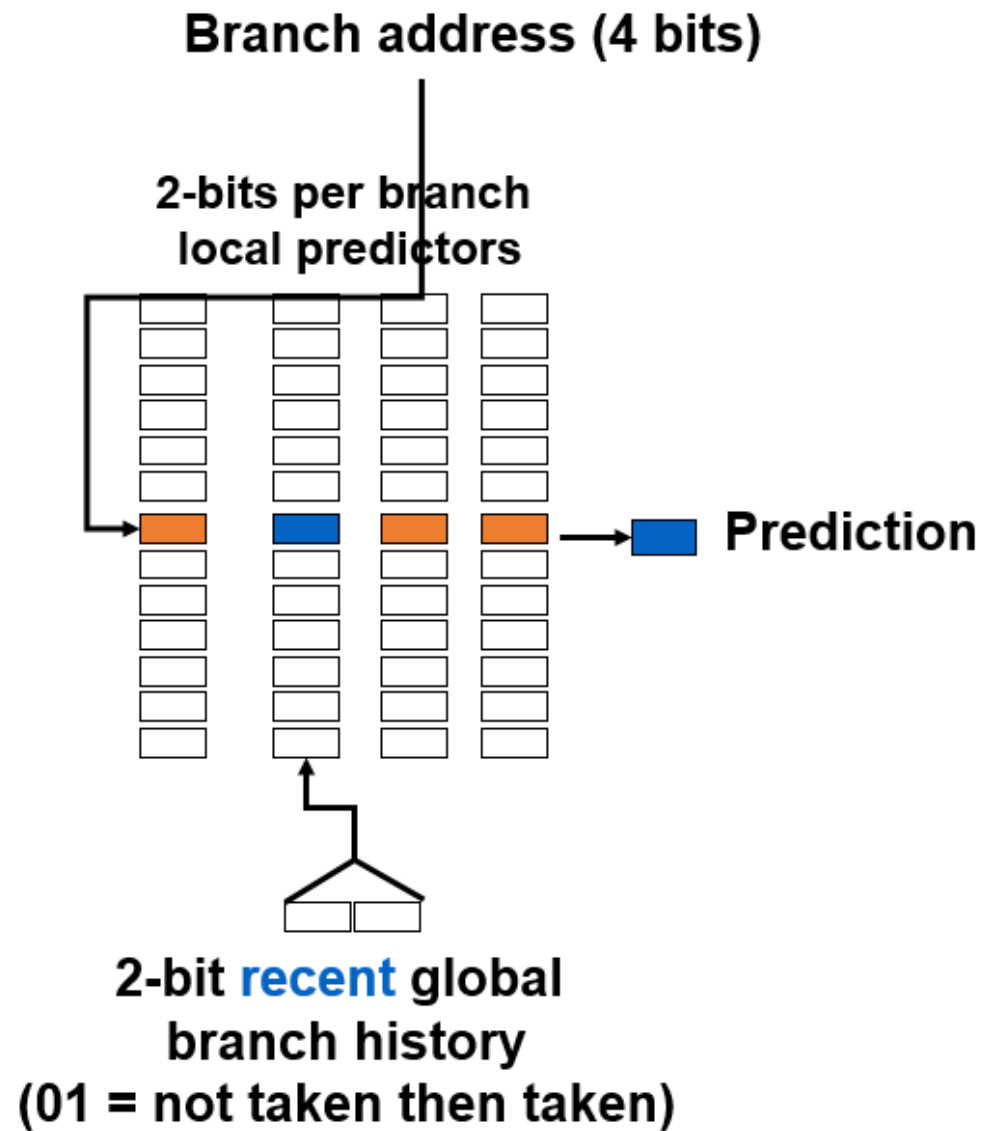 Branch address (4 bits)
2-bits per branch
local predictors
Prediction
2-bit recent global
branch history
(01 = not taken then taken)